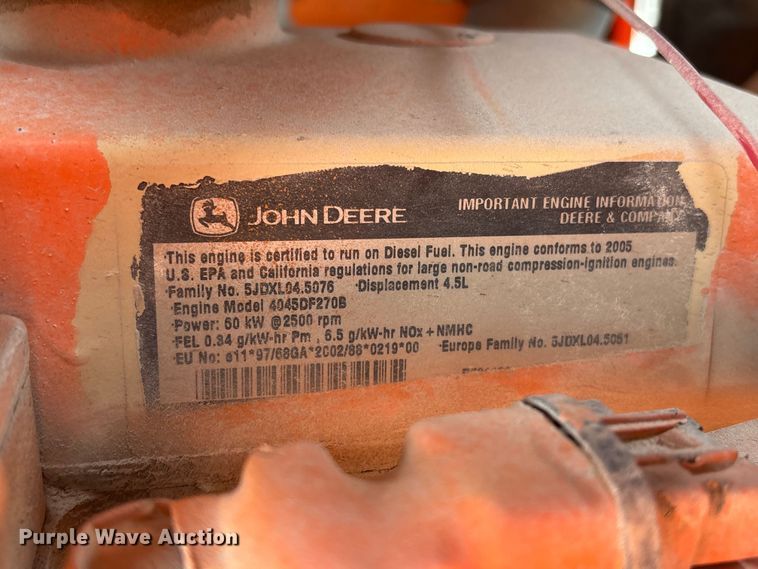 JOHN DEERE
IMPORTANT ENGINE INFORMATION
DEERE & COMPANY
This engine is certified to run on Diesel Fuel. This engine conforms to 2005
U.S. EPA and California regulations for large non-road compression-ignition engines.
Family No. 5JDXL04.5076 Displacement 4.5L
Engine Model 4045DF270B
Power: 60 kW @2500 rpm
FEL 0.84 g/kW-hr Pm , 6.5 g/kW-hr NOx + NMHC
EU No: e11*97/68GA*2002/88*0219*00 Europe Family No. 5JDXL04.5051
Purple Wave Auction